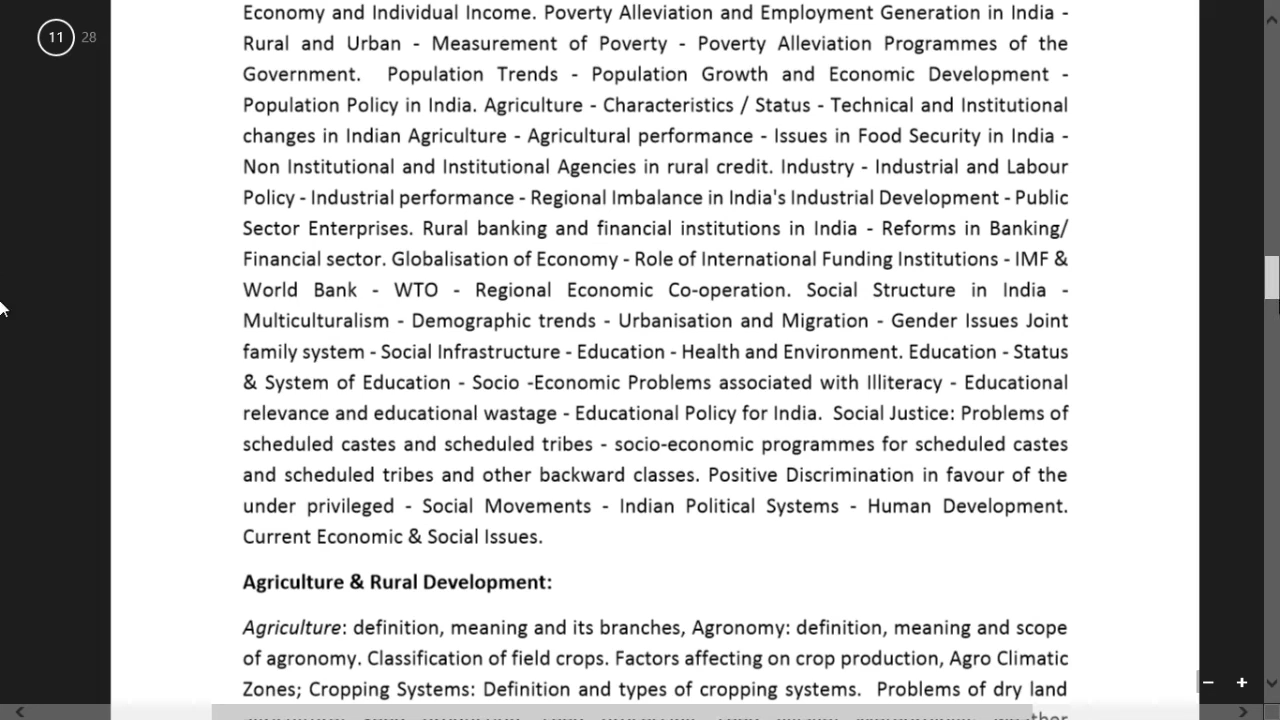 11 28
Economy and Individual Income. Poverty Alleviation and Employment Generation in India -
Rural and Urban - Measurement of Poverty - Poverty Alleviation Programmes of the
Government. Population Trends - Population Growth and Economic Development -
Population Policy in India. Agriculture - Characteristics / Status - Technical and Institutional
changes in Indian Agriculture - Agricultural performance - Issues in Food Security in India -
Non Institutional and Institutional Agencies in rural credit. Industry - Industrial and Labour
Policy - Industrial performance - Regional Imbalance in India's Industrial Development - Public
Sector Enterprises. Rural banking and financial institutions in India - Reforms in Banking/
Financial sector. Globalisation of Economy - Role of International Funding Institutions - IMF &
World Bank - WTO - Regional Economic Co-operation. Social Structure in India -
Multiculturalism - Demographic trends - Urbanisation and Migration - Gender Issues Joint
family system - Social Infrastructure - Education - Health and Environment. Education - Status
& System of Education - Socio -Economic Problems associated with Illiteracy - Educational
relevance and educational wastage - Educational Policy for India. Social Justice: Problems of
scheduled castes and scheduled tribes - socio-economic programmes for scheduled castes
and scheduled tribes and other backward classes. Positive Discrimination in favour of the
under privileged - Social Movements - Indian Political Systems - Human Development.
Current Economic & Social Issues.
Agriculture & Rural Development:
Agriculture: definition, meaning and its branches, Agronomy: definition, meaning and scope
of agronomy. Classification of field crops. Factors affecting on crop production, Agro Climatic
Zones; Cropping Systems: Definition and types of cropping systems. Problems of dry land